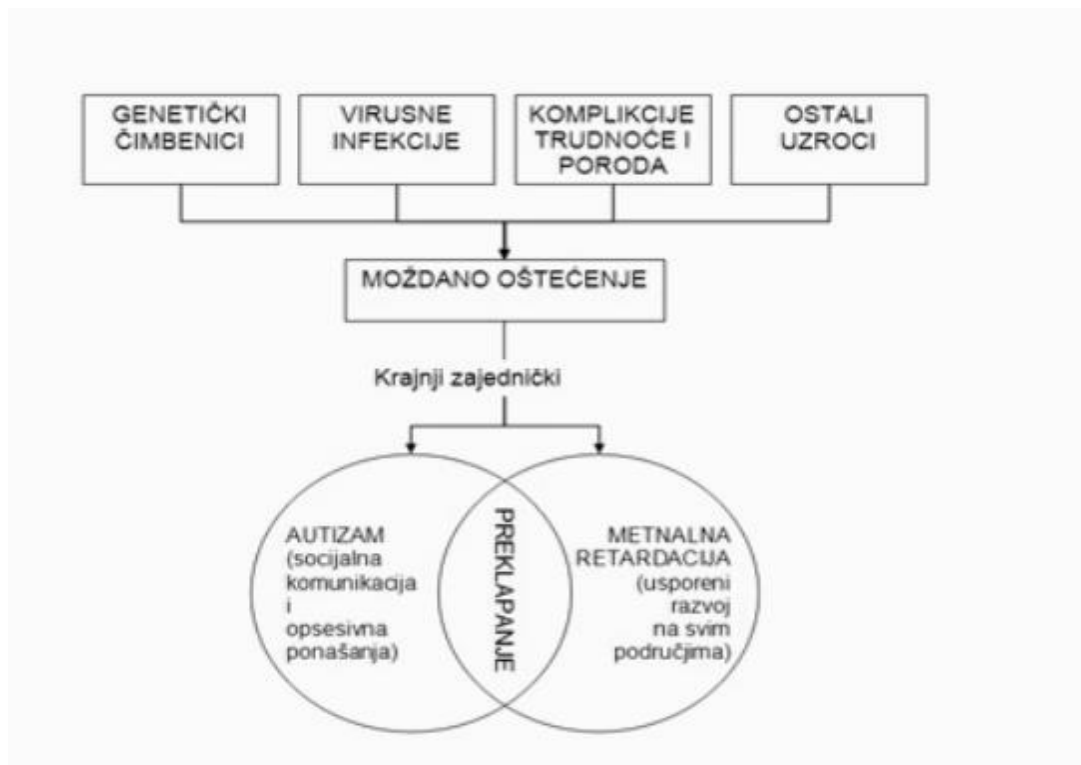 GENETIČKI
ČIMBENICI
VIRUSNE
INFEKCIJE
KOMPLIKCIJE
TRUDNOĆE I
PORODA
OSTALI
UZROCI
MOŽDANO OŠTEĆENJE
Krajnji zajednički
AUTIZAM
(socijalna
komunikacija
i
opsesivna
ponašanja)
PREKLAPANJE
METNALNA
RETARDACIJA
(usporeni
razvoj
na svim
područjima)